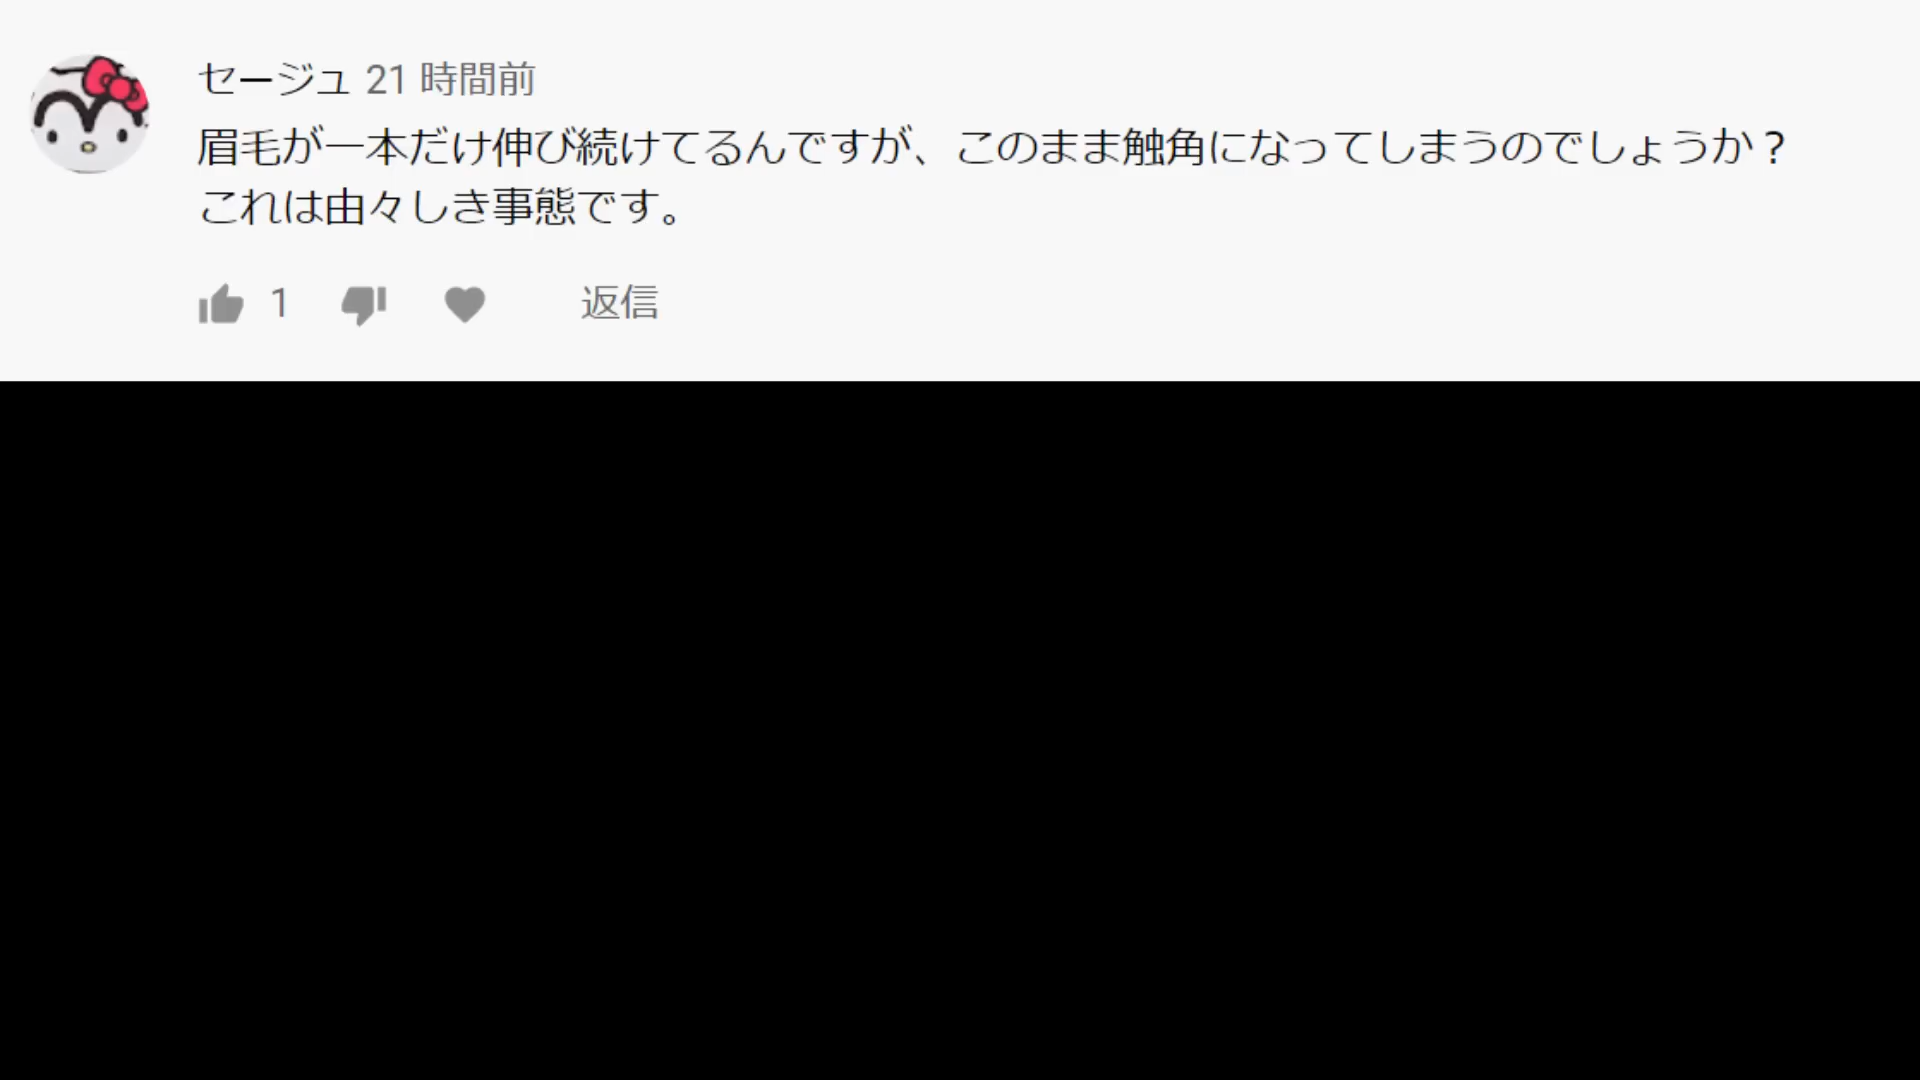 セージュ 21 時間前
眉毛が一本だけ伸び続けてるんですが、このまま触角になってしまうのでしょうか？
これは由々しき事態です。
1 返信